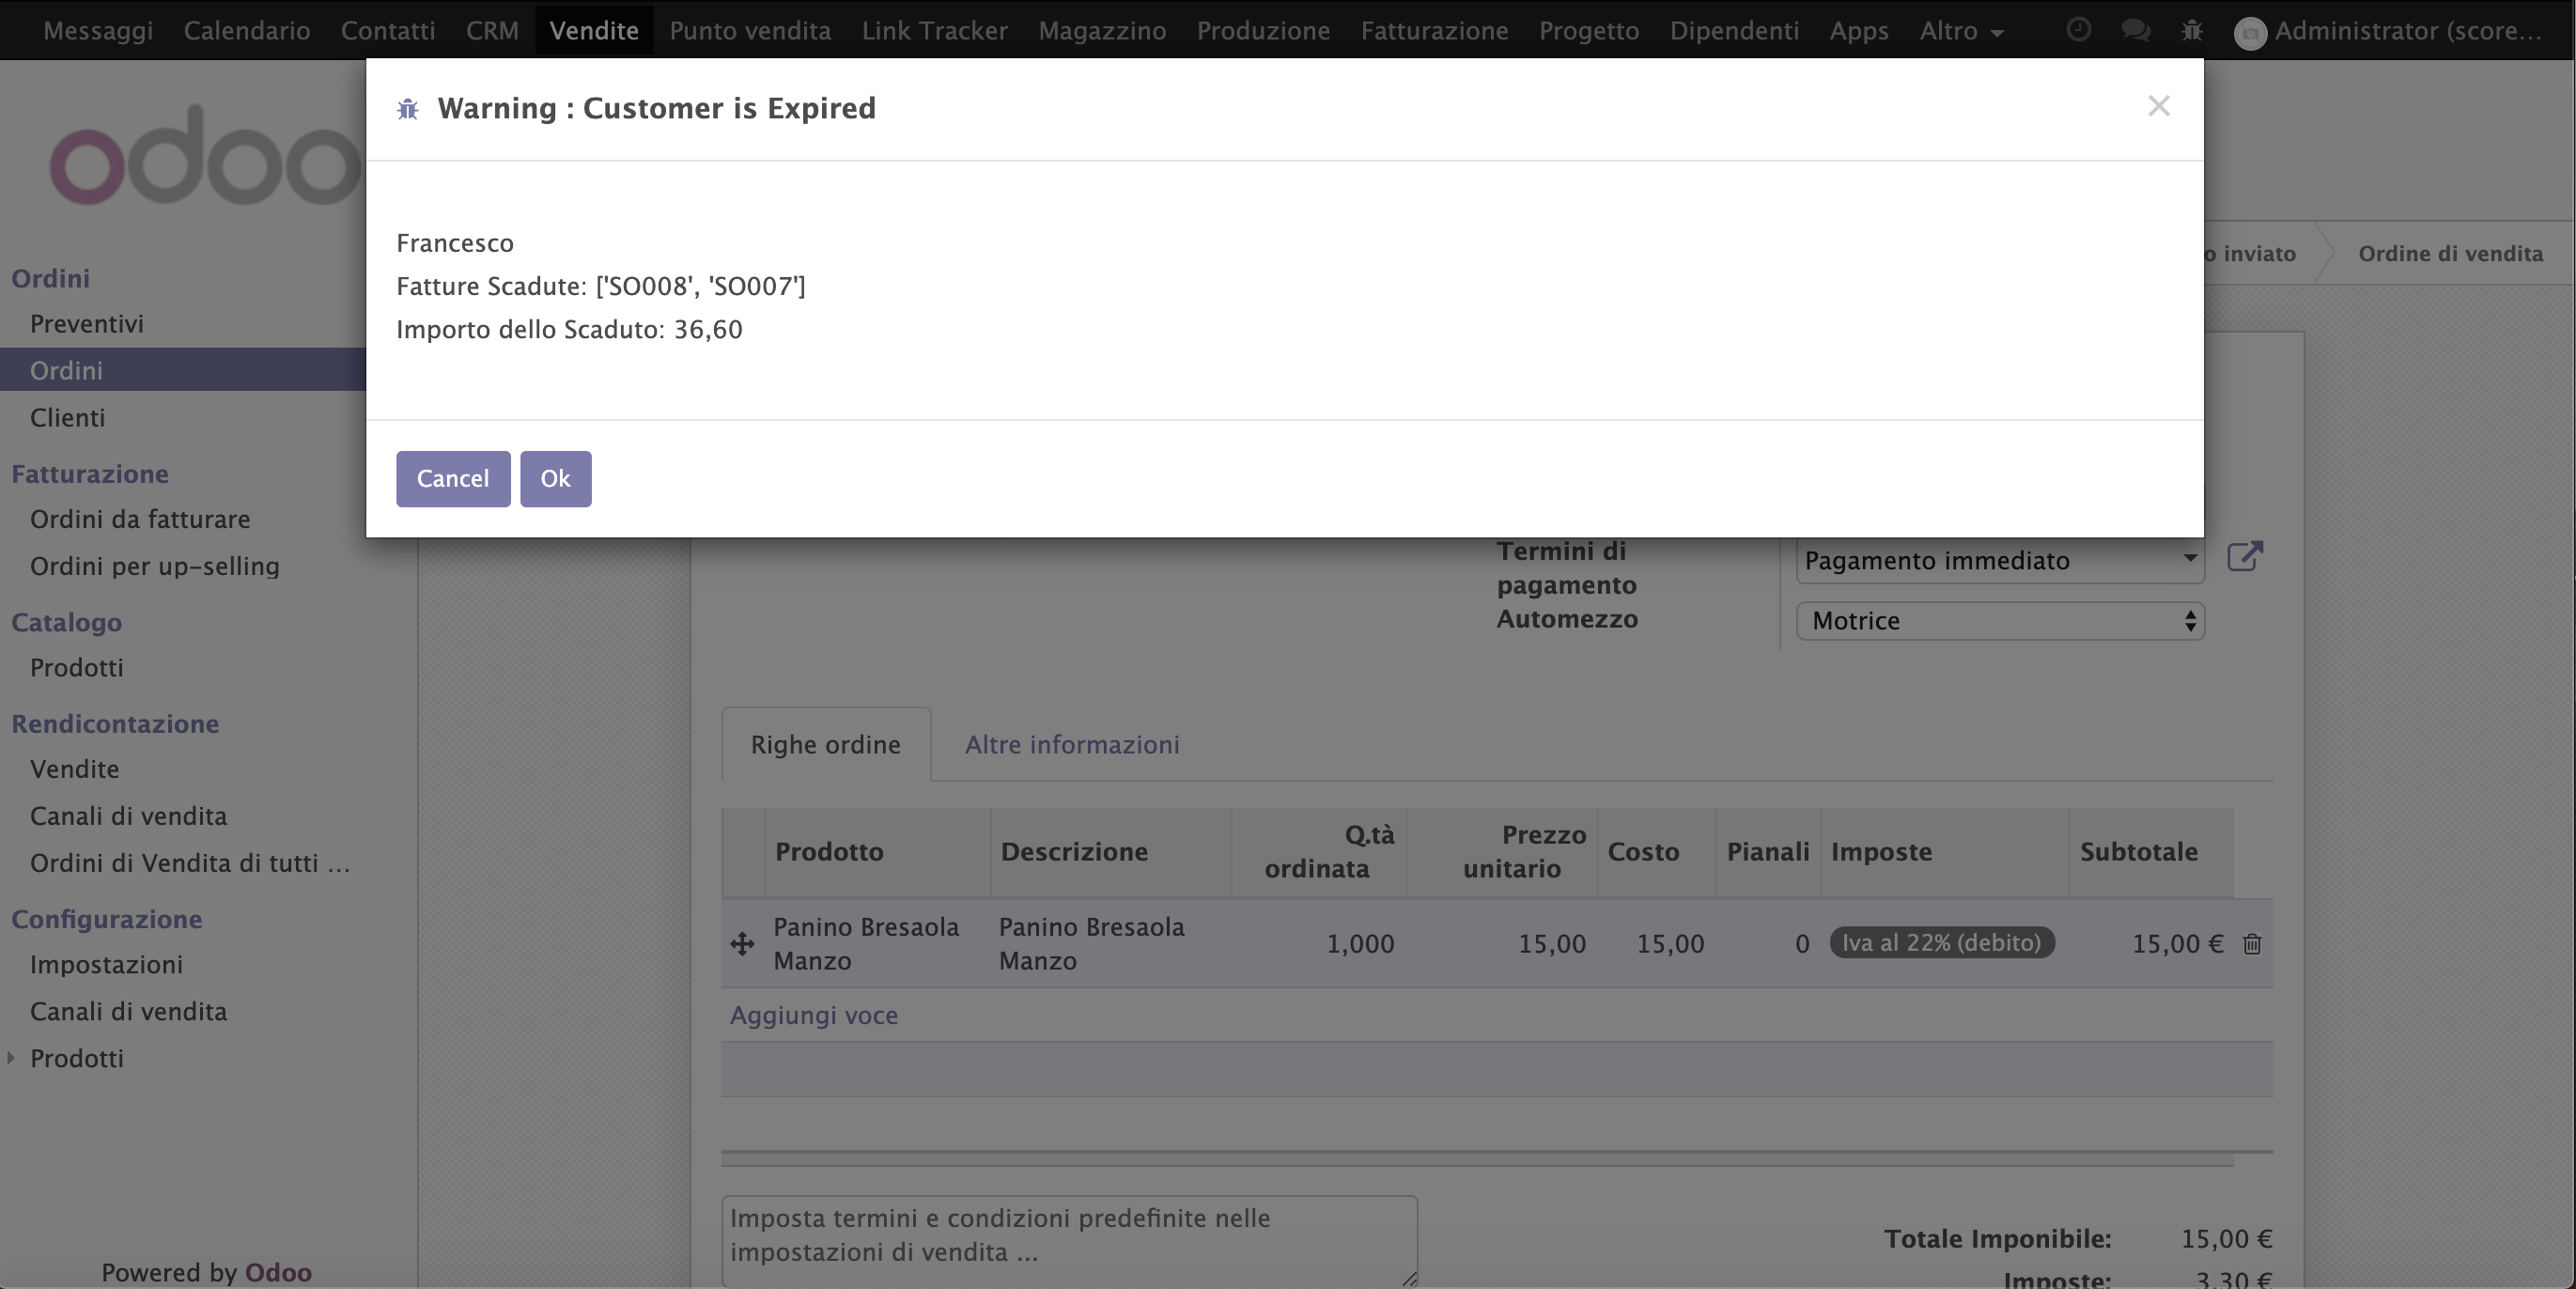 Messaggi Calendario Contatti CRM Vendite Punto vendita Link Tracker Magazzino Produzione Fatturazione Progetto Dipendenti Apps Altro Administrator (score...
Warning : Customer is Expired
odoo
Francesco
Fatture Scadute: ['SO008', 'SO007']
Importo dello Scaduto: 36,60
Cancel Ok
o inviato Ordine di vendita
Ordini
Preventivi
Ordini
Clienti
Fatturazione
Ordini da fatturare
Ordini per up-selling
Catalogo
Prodotti
Rendicontazione
Vendite
Canali di vendita
Ordini di Vendita di tutti ...
Configurazione
Impostazioni
Canali di vendita
Prodotti
Powered by Odoo
Termini di
pagamento
Pagamento immediato
Automezzo
Motrice
Righe ordine Altre informazioni
Prodotto Descrizione Q.tà ordinata Prezzo unitario Costo Pianali Imposte Subtotale
Panino Bresaola Manzo Panino Bresaola Manzo 1,000 15,00 15,00 0 Iva al 22% (debito) 15,00 €
Aggiungi voce
Imposta termini e condizioni predefinite nelle
impostazioni di vendita ...
Totale Imponibile: 15,00 €
Imposte: 3,30 €